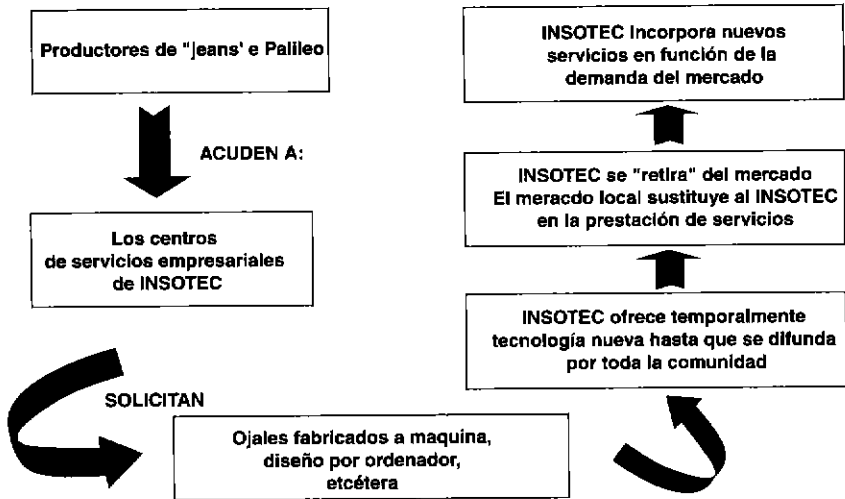 Productores de "jeans' e Palileo
ACUDEN A:
Los centros
de servicios empresariales
de INSOTEC
SOLICITAN
Ojales fabricados a maquina,
diseño por ordenador,
etcétera
INSOTEC ofrece temporalmente
tecnología nueva hasta que se difunda
por toda la comunidad
INSOTEC se "retira" del mercado
El meracdo local sustituye al INSOTEC
en la prestación de servicios
INSOTEC Incorpora nuevos
servicios en función de la
demanda del mercado